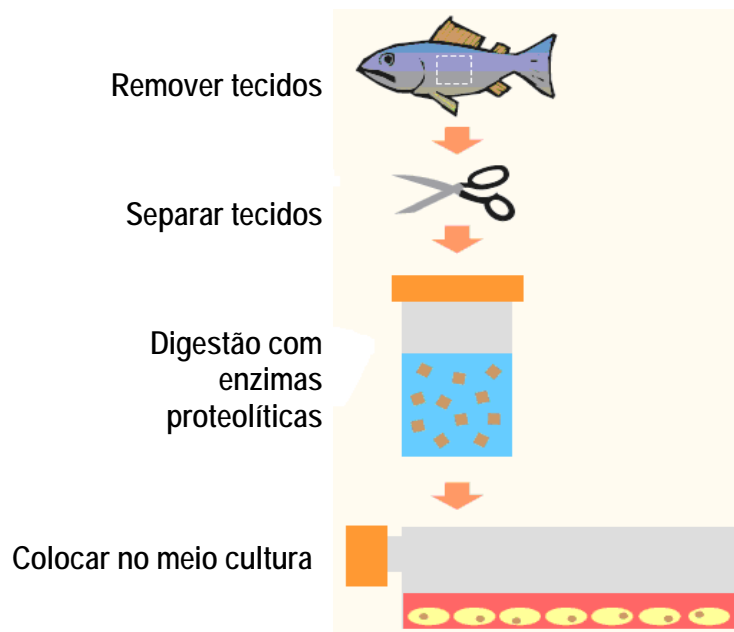 Remover tecidos
Separar tecidos
Digestão com
enzimas
proteolíticas
Colocar no meio cultura